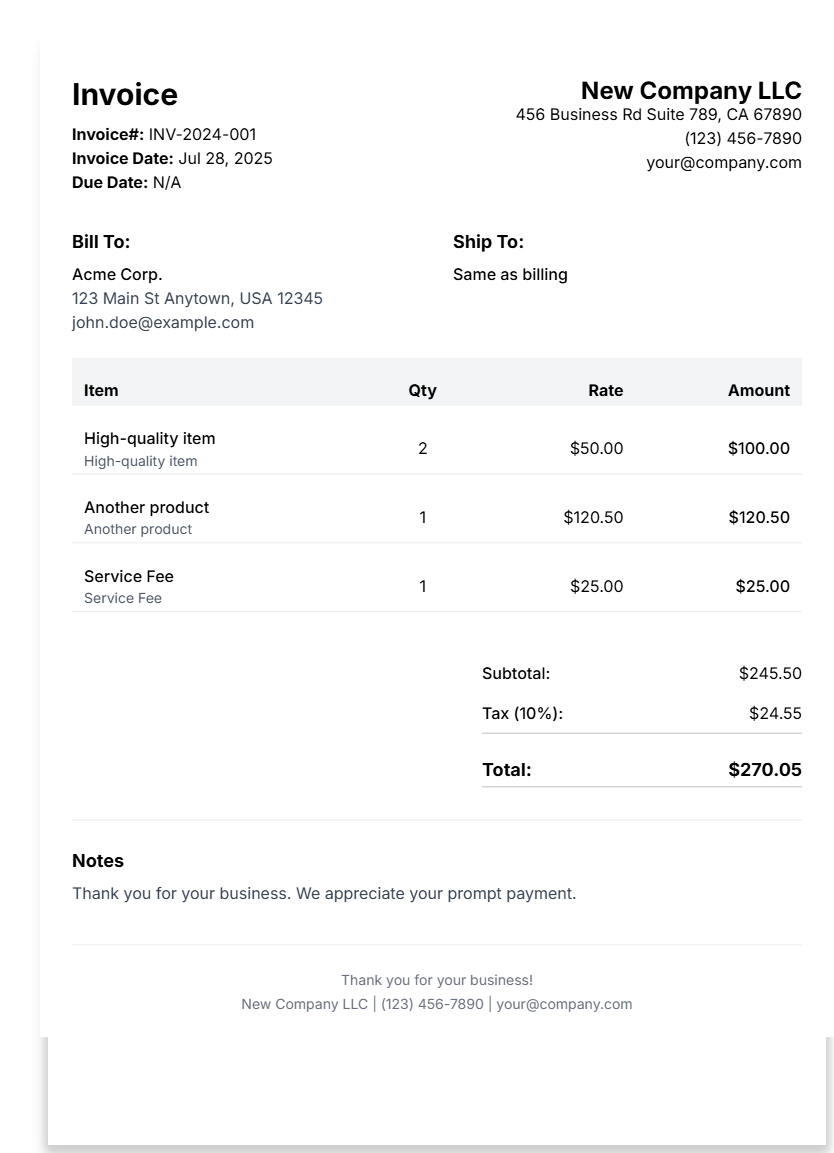 Invoice
Invoice#: INV-2024-001
Invoice Date: Jul 28, 2025
Due Date: N/A
New Company LLC
456 Business Rd Suite 789, CA 67890
(123) 456-7890
your@company.com
Bill To:
Acme Corp.
123 Main St Anytown, USA 12345
john.doe@example.com
Ship To:
Same as billing
Item Qty Rate Amount
High-quality item
High-quality item
2 $50.00 $100.00
Another product
Another product
1 $120.50 $120.50
Service Fee
Service Fee
1 $25.00 $25.00
Subtotal: $245.50
Tax (10%): $24.55
Total: $270.05
Notes
Thank you for your business. We appreciate your prompt payment.
Thank you for your business!
New Company LLC | (123) 456-7890 | your@company.com